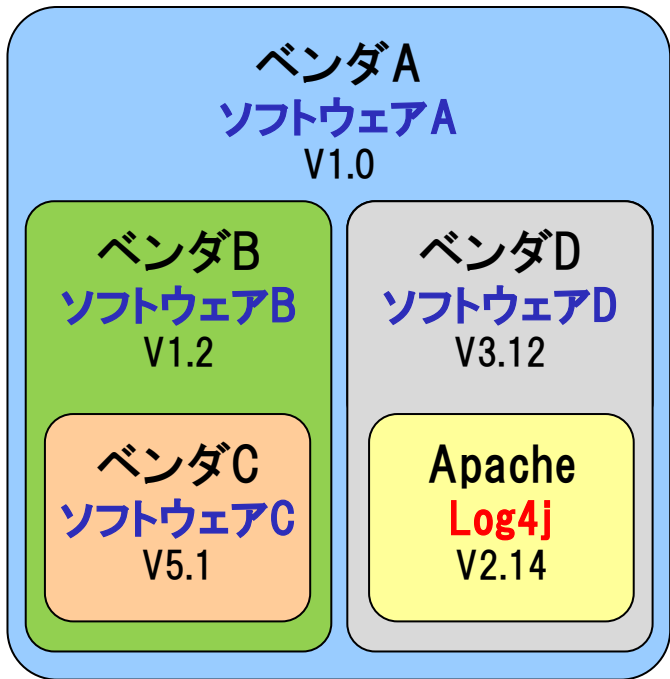 ベンダA
ソフトウェアA
V1.0
ベンダB
ソフトウェアB
V1.2
ベンダC
ソフトウェアC
V5.1
ベンダD
ソフトウェアD
V3.12
Apache
Log4j
V2.14